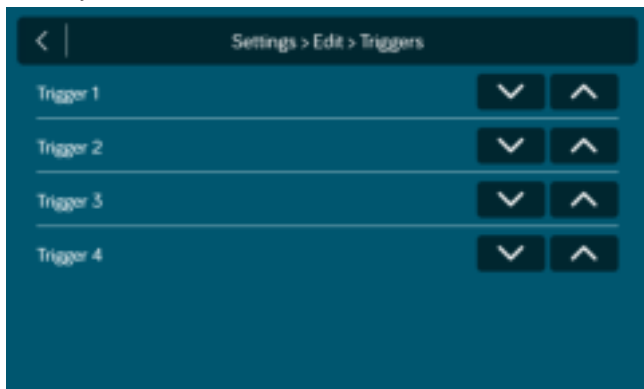 Settings > Edit > Triggers
Trigger 1
Trigger 2
Trigger 3
Trigger 4